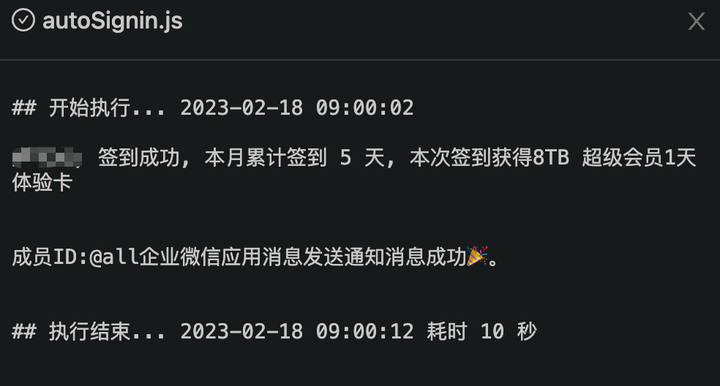 autoSignin.js
## 开始执行... 2023-02-18 09:00:02
签到成功, 本月累计签到 5 天, 本次签到获得8TB 超级会员1天
体验卡
成员ID:@all企业微信应用消息发送通知消息成功🎉。
## 执行结束... 2023-02-18 09:00:12 耗时 10 秒